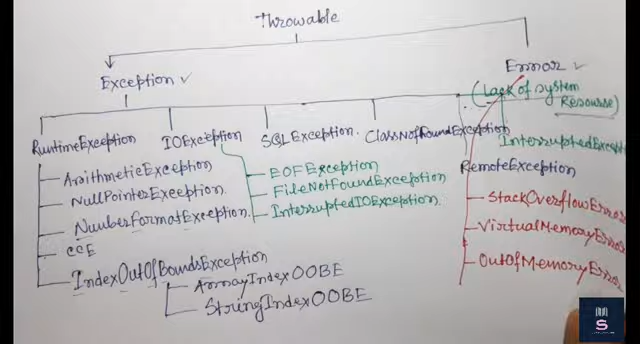 Throwable
Exception ✓
Error ✓
(Lack of system
Resourse)
RuntimeException
IOException
SQLException.
ClassNotFoundException
InterruptedExcept
RemoteException
ArithmeticException
NullPointerException.
NumberFormatException.
CCE
IndexOutOfBoundsException
ArrayIndexOOBE
StringIndexOOBE
EOFException
FileNotFoundException
InterruptedIOException.
StackOverflowError
VirtualMemoryError
OutOfMemoryError
S